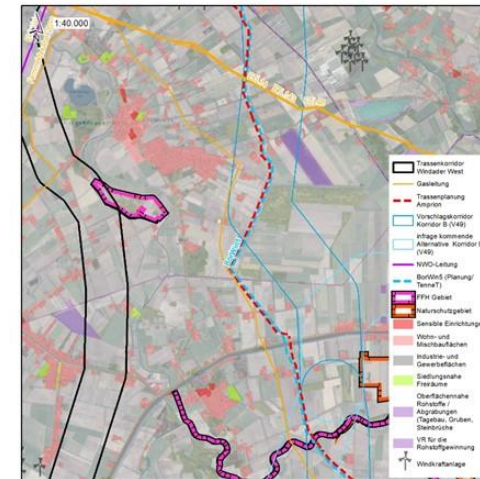 1:40.000
Trassenkorridor
Windader West
Gasleitung
Trassenplanung
Amprion
Vorschlagskorridor
Korridor B (V49)
infrage kommende
Alternative Korridor
(V49)
NWO-Leitung
BorWin5 (Planung/
TenneT)
FFH Gebiet
Naturschutzgebiet
Sensible Einrichtunge
Wohn- und
Mischbauflächen
Industrie- und
Gewerbeflächen
Siedlungsnahe
Freiräume
Oberflächennahe
Rohstoffe /
Abgrabungen
(Tagebau, Gruben,
Steinbrüche
VR für die
Rohstoffgewinnung
Windkraftanlage